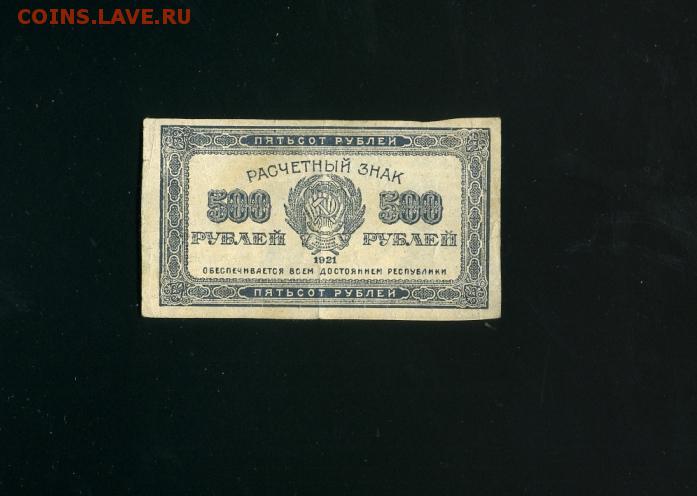 COINS.LAVE.RU
ПЯТЬСОТ РУБЛЕЙ
РАСЧЕТНЫЙ ЗНАК
500 500
РУБЛЕЙ РУБЛЕЙ
1921
ОБЕСПЕЧИВАЕТСЯ ВСЕМ ДОСТОЯНИЕМ РЕСПУБЛИКИ
ПЯТЬСОТ РУБЛЕЙ